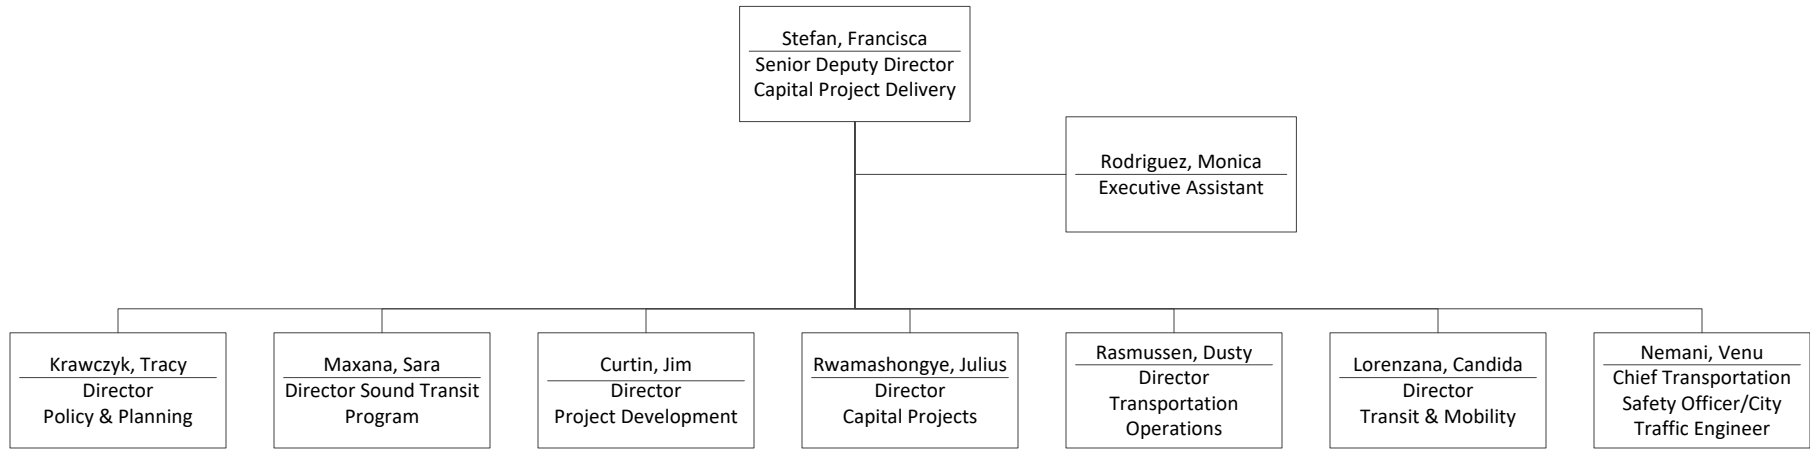 Stefan, Francisca
Senior Deputy Director
Capital Project Delivery
Rodriguez, Monica
Executive Assistant
Krawczyk, Tracy
Director
Policy & Planning
Maxana, Sara
Director Sound Transit
Program
Curtin, Jim
Director
Project Development
Rwamashongye, Julius
Director
Capital Projects
Rasmussen, Dusty
Director
Transportation
Operations
Lorenzana, Candida
Director
Transit & Mobility
Nemani, Venu
Chief Transportation
Safety Officer/City
Traffic Engineer